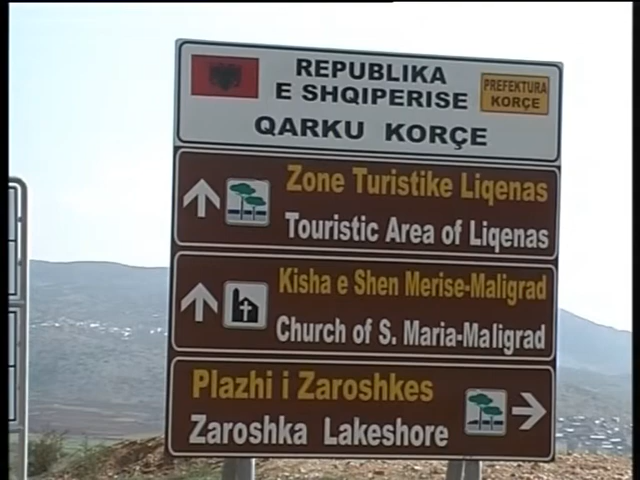 REPUBLIKA
E SHQIPERISE
PREFEKTURA
KORÇE
QARKU KORÇE
Zone Turistike Liqenas
Touristic Area of Liqenas
Kisha e Shen Merise-Maligrad
Church of S. Maria-Maligrad
Plazhi i Zaroshkes
Zaroshka Lakeshore